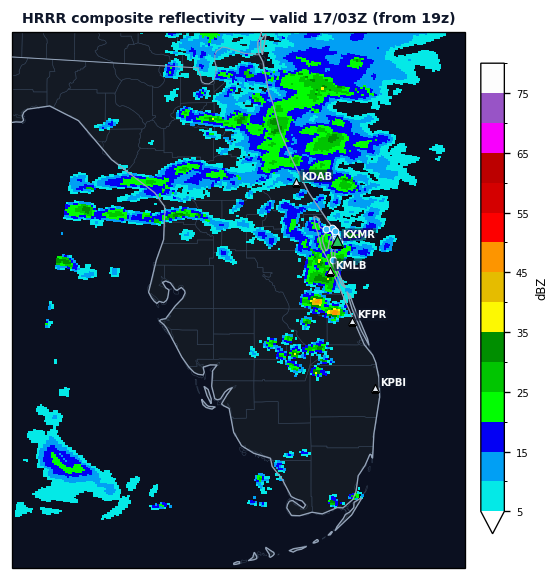 HRRR composite reflectivity — valid 17/03Z (from 19z)
KDAB
KXMR
KMLB
KFPR
KPBI
75
65
55
45
35
25
15
5
dBZ